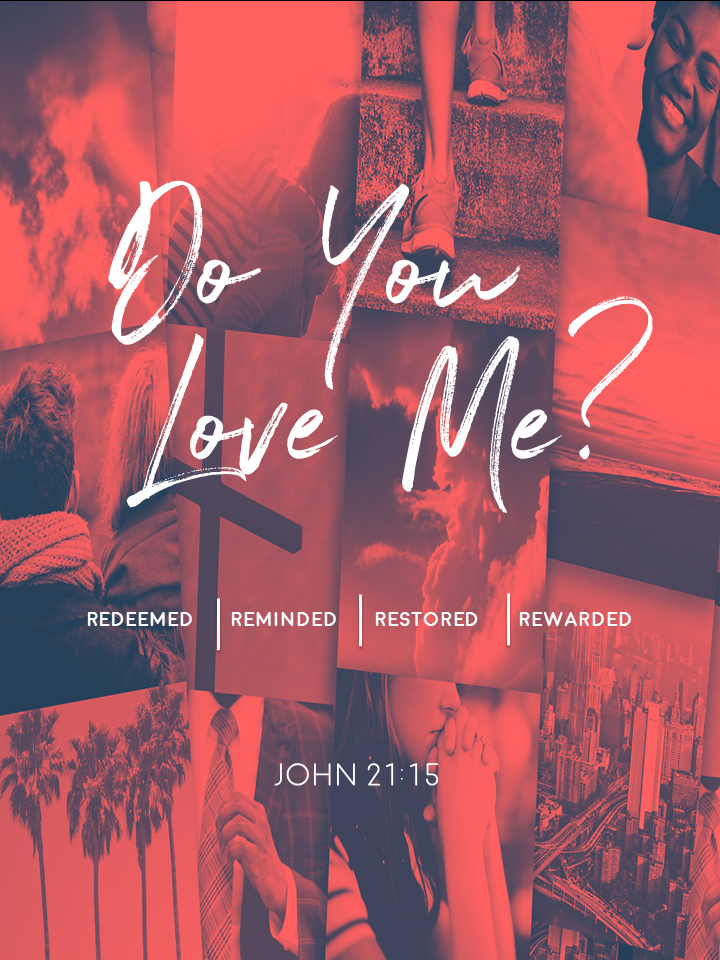 Do You
Love Me?
REDEEMED | REMINDED | RESTORED | REWARDED
JOHN 21:15